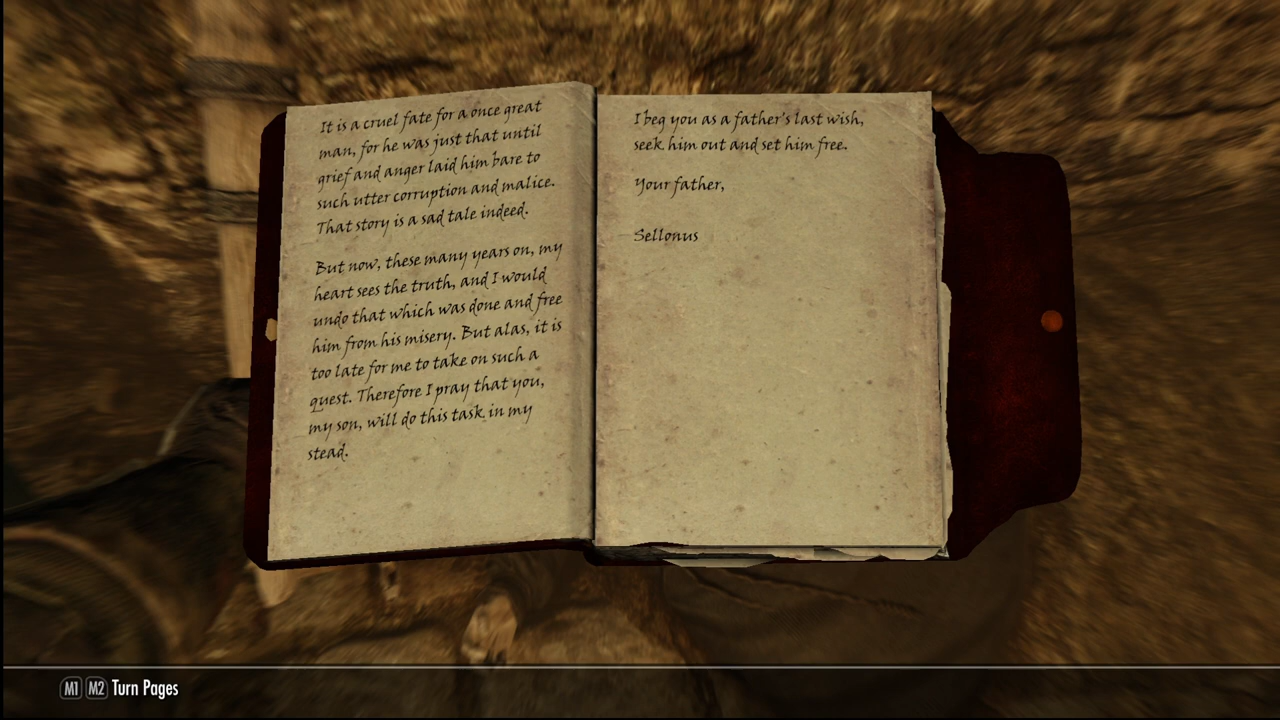 It is a cruel fate for a once great
man, for he was just that until
grief and anger laid him bare to
such utter corruption and malice.
That story is a sad tale indeed.
But now, these many years on, my
heart sees the truth, and I would
undo that which was done and free
him from his misery. But alas, it is
too late for me to take on such a
quest. Therefore I pray that you,
my son, will do this task in my
stead.
I beg you as a father's last wish,
seek him out and set him free.
Your father,
Sellonus
M1 M2 Turn Pages